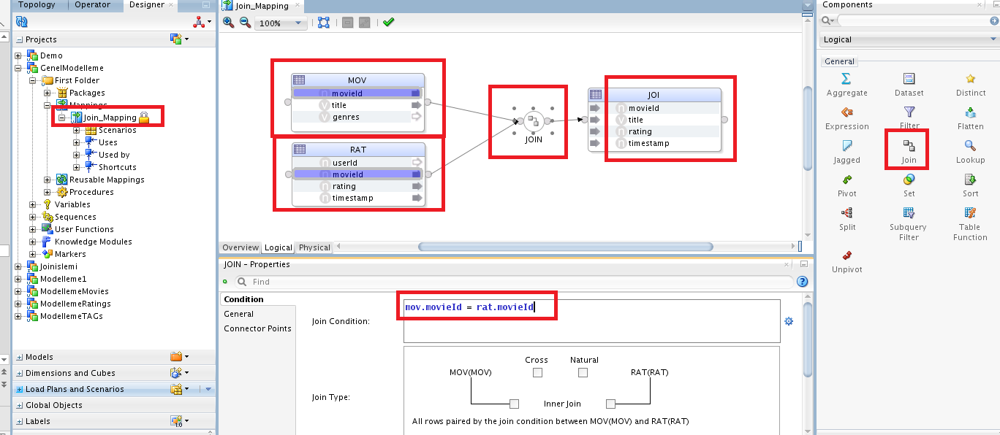 Topology
Operator
Designer
Projects
Demo
GenelModelleme
First Folder
Packages
Mappings
Join_Mapping
Scenarios
Uses
Used by
Shortcuts
Reusable Mappings
Procedures
Variables
Sequences
User Functions
Knowledge Modules
Markers
Joinislemi
Modelleme1
ModellemeMovies
ModellemeRatings
ModellemeTAGs
Models
Dimensions and Cubes
Load Plans and Scenarios
Global Objects
Labels
1.0
Join_Mapping
100%
MOV
movieId
title
genres
RAT
userId
movieId
rating
timestamp
JOIN
JOI
movieId
title
rating
timestamp
Overview
Logical
Physical
JOIN - Properties
Find
Condition
General
Connector Points
Join Condition:
mov.movieId = rat.movieId
Join Type:
Cross
Natural
MOV(MOV)
RAT(RAT)
Inner Join
All rows paired by the join condition between MOV(MOV) and RAT(RAT)
Components
Logical
General
Aggregate
Dataset
Distinct
Expression
Filter
Flatten
Jagged
Join
Lookup
Pivot
Set
Sort
Split
Subquery
Filter
Table
Function
Unpivot